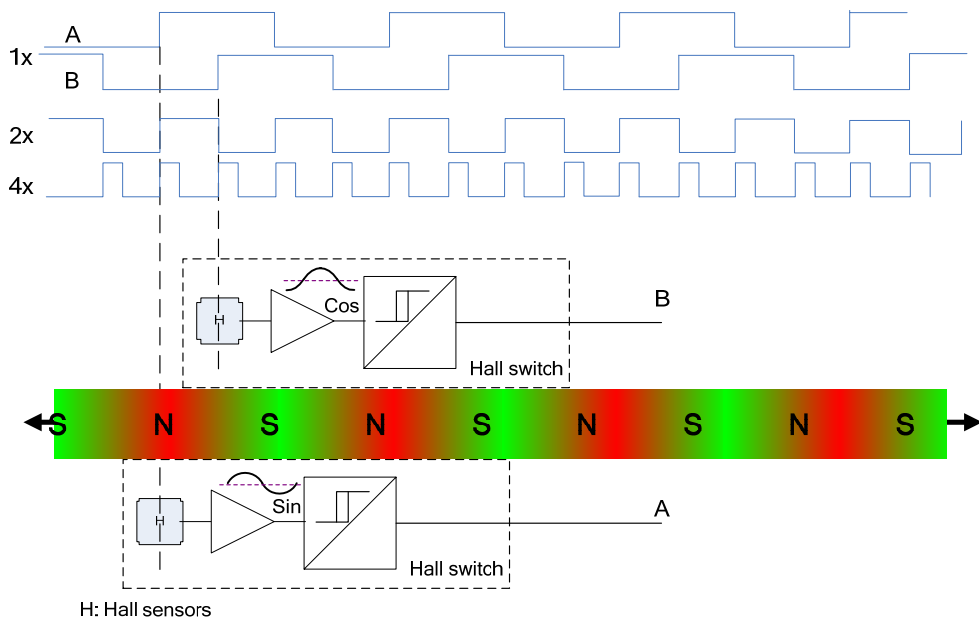 A
1x
B
2x
4x
B
H
Cos
Hall switch
S N S N S N S N S
H
Sin
A
Hall switch
H: Hall sensors